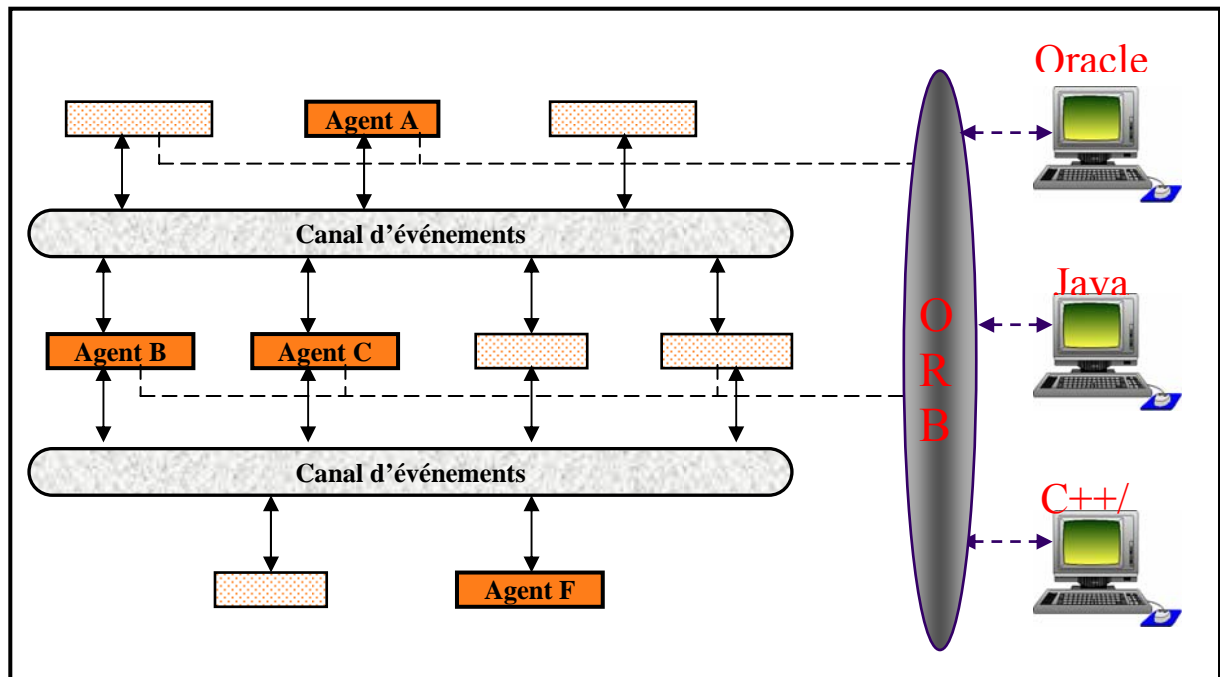 Oracle
Agent A
Canal d'événements
Java
O
R
B
Agent B
Agent C
Canal d'événements
C++/
Agent F